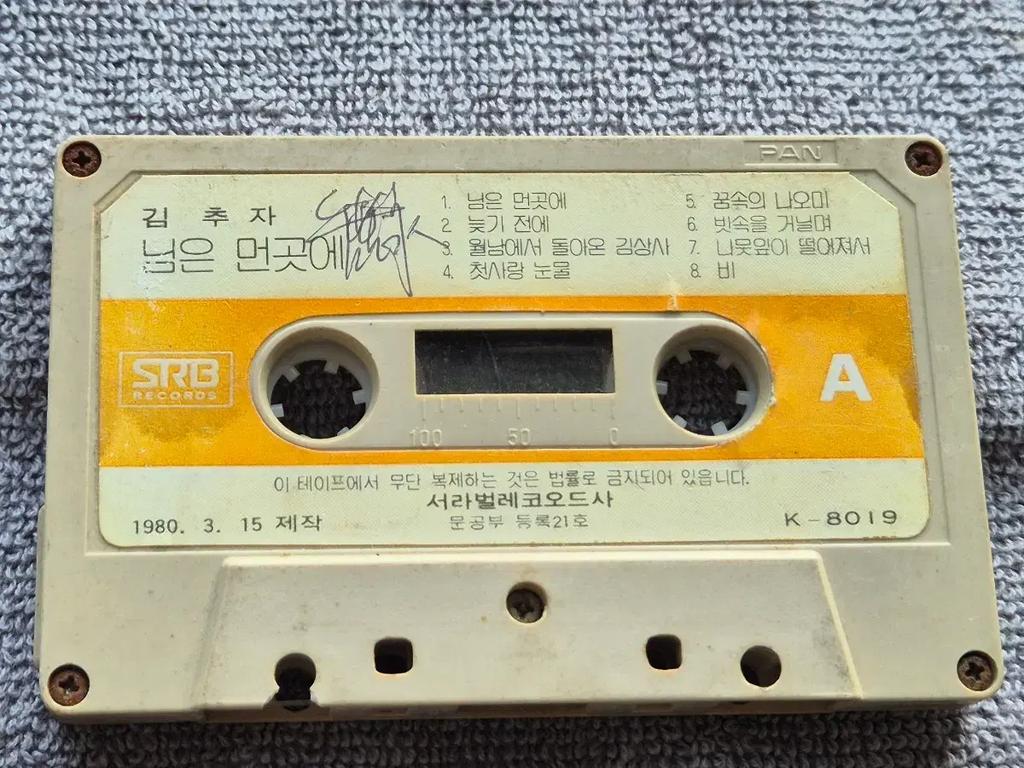 PAN
김 추 자
님은 먼곳에
1. 님은 먼곳에
2. 늦기 전에
3. 월남에서 돌아온 김상사
4. 첫사랑 눈물
5. 꿈속의 나오미
6. 빗속을 거닐며
7. 나뭇잎이 떨어져서
8. 비
SRB
RECORDS
A
100 50 0
이 테이프에서 무단 복제하는 것은 법률로 금지되어 있읍니다.
서라벌레코오드사
1980. 3. 15 제작
문공부 등록21호
K-8019